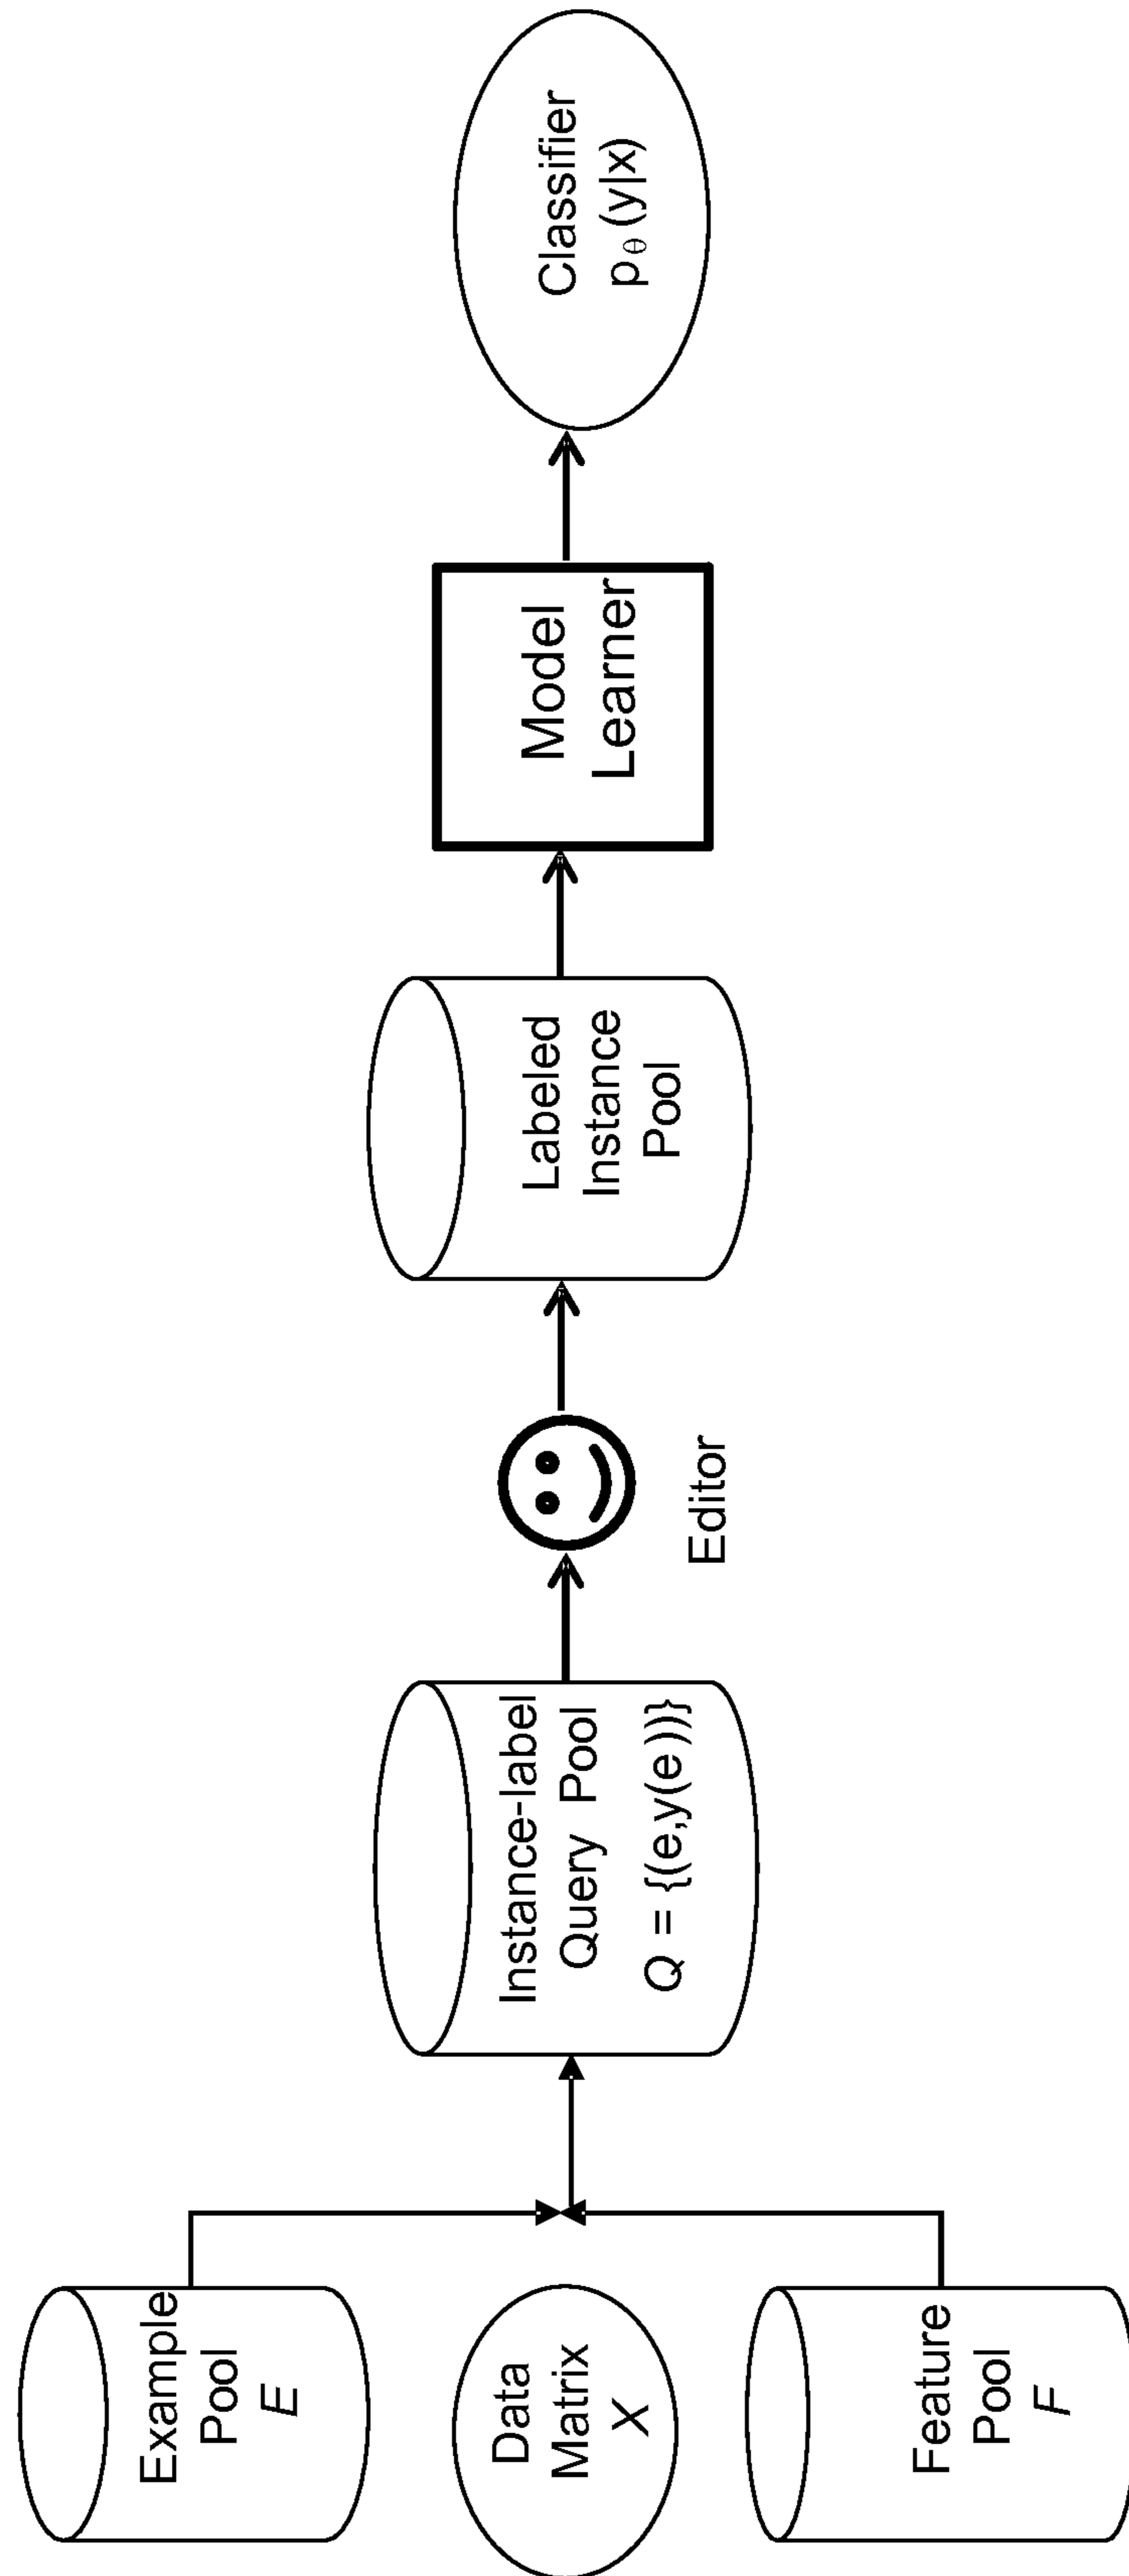 Example
Pool
E
Data
Matrix
X
Feature
Pool
F
Instance-label
Query Pool
Q = {(e,y(e))}
Editor
Labeled
Instance
Pool
Model
Learner
Classifier
pθ(y|x)